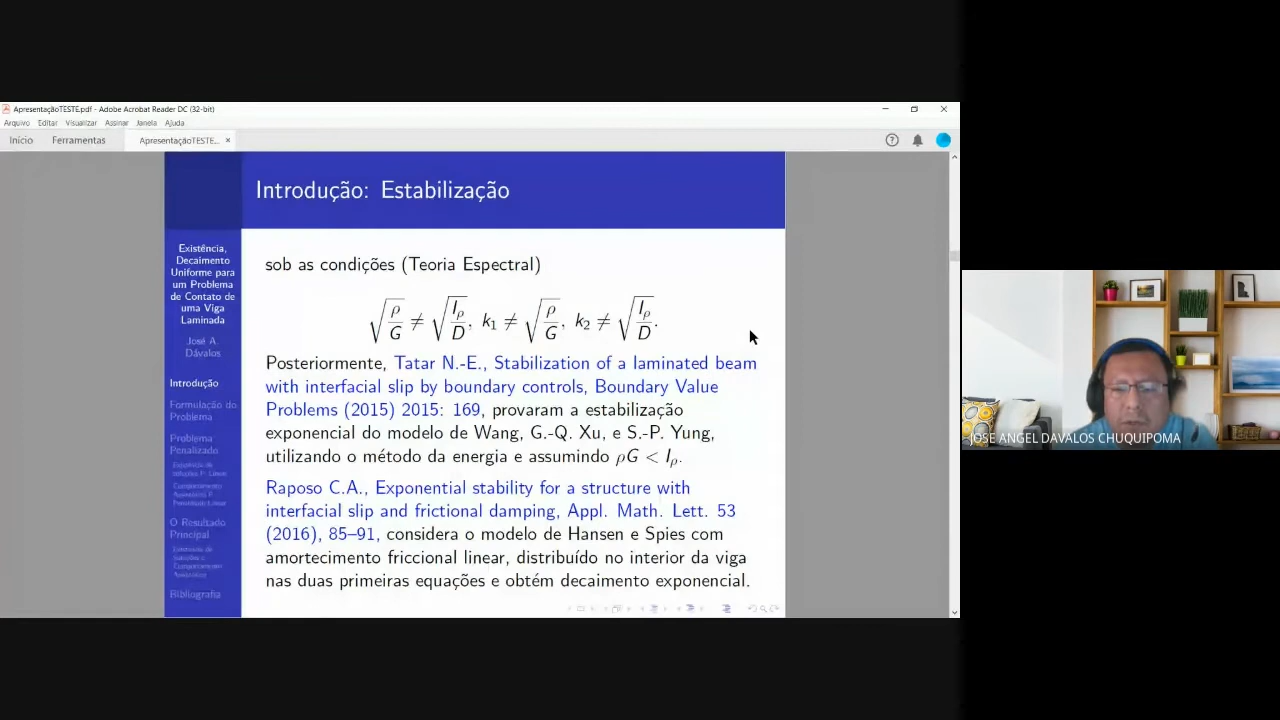 ApresentaçãoTESTE.pdf - Adobe Acrobat Reader DC (32-bit)
Arquivo Editar Visualizar Assinar Janela Ajuda
Início Ferramentas ApresentaçãoTESTE... ×
Introdução: Estabilização
Existência,
Decaimento
Uniforme para
um Problema
de Contato de
uma Viga
Laminada
José A.
Dávalos
Introdução
Formulação do
Problema
Problema
Penalizado
O Resultado
Principal
Bibliografia
sob as condições (Teoria Espectral)
√(ρ/G) ≠ √(I_ρ/D), k₁ ≠ √(ρ/G), k₂ ≠ √(I_ρ/D).
Posteriormente, Tatar N.-E., Stabilization of a laminated beam
with interfacial slip by boundary controls, Boundary Value
Problems (2015) 2015: 169, provaram a estabilização
exponencial do modelo de Wang, G.-Q. Xu, e S.-P. Yung,
utilizando o método da energia e assumindo ρG < I_ρ.
Raposo C.A., Exponential stability for a structure with
interfacial slip and frictional damping, Appl. Math. Lett. 53
(2016), 85–91, considera o modelo de Hansen e Spies com
amortecimento friccional linear, distribuído no interior da viga
nas duas primeiras equações e obtém decaimento exponencial.
JOSE ANGEL DAVALOS CHUQUIPOMA